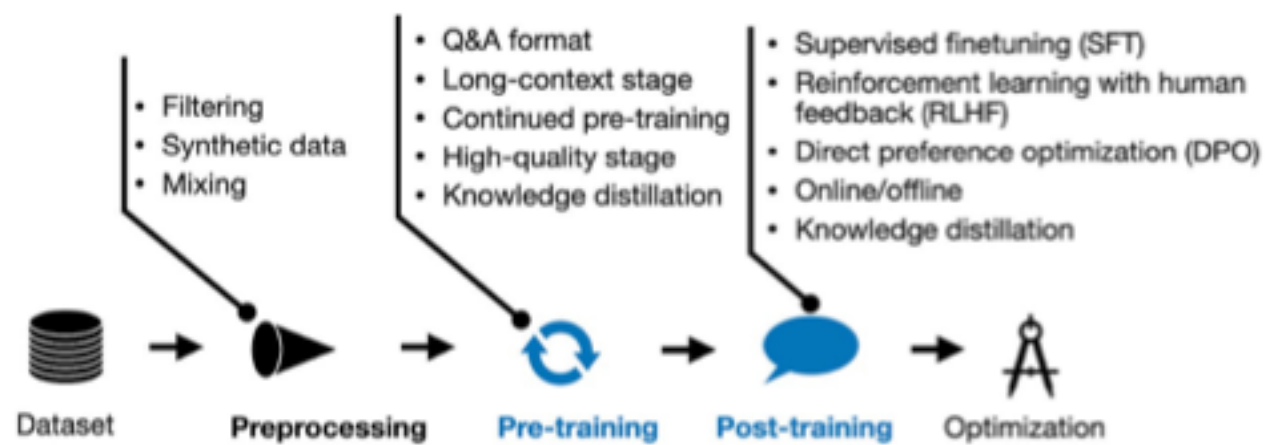 • Filtering
• Synthetic data
• Mixing
• Q&A format
• Long-context stage
• Continued pre-training
• High-quality stage
• Knowledge distillation
• Supervised finetuning (SFT)
• Reinforcement learning with human
feedback (RLHF)
• Direct preference optimization (DPO)
• Online/offline
• Knowledge distillation
Dataset
Preprocessing
Pre-training
Post-training
Optimization